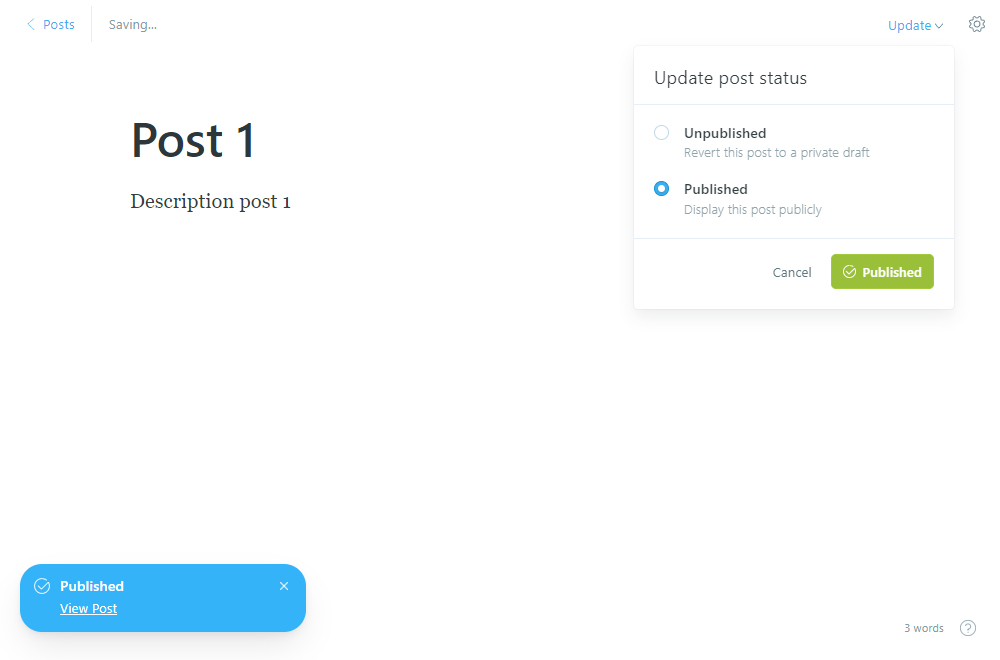 Posts
Saving...
Update
Update post status
Post 1
Unpublished
Revert this post to a private draft
Published
Display this post publicly
Description post 1
Cancel
Published
Published
View Post
3 words
?